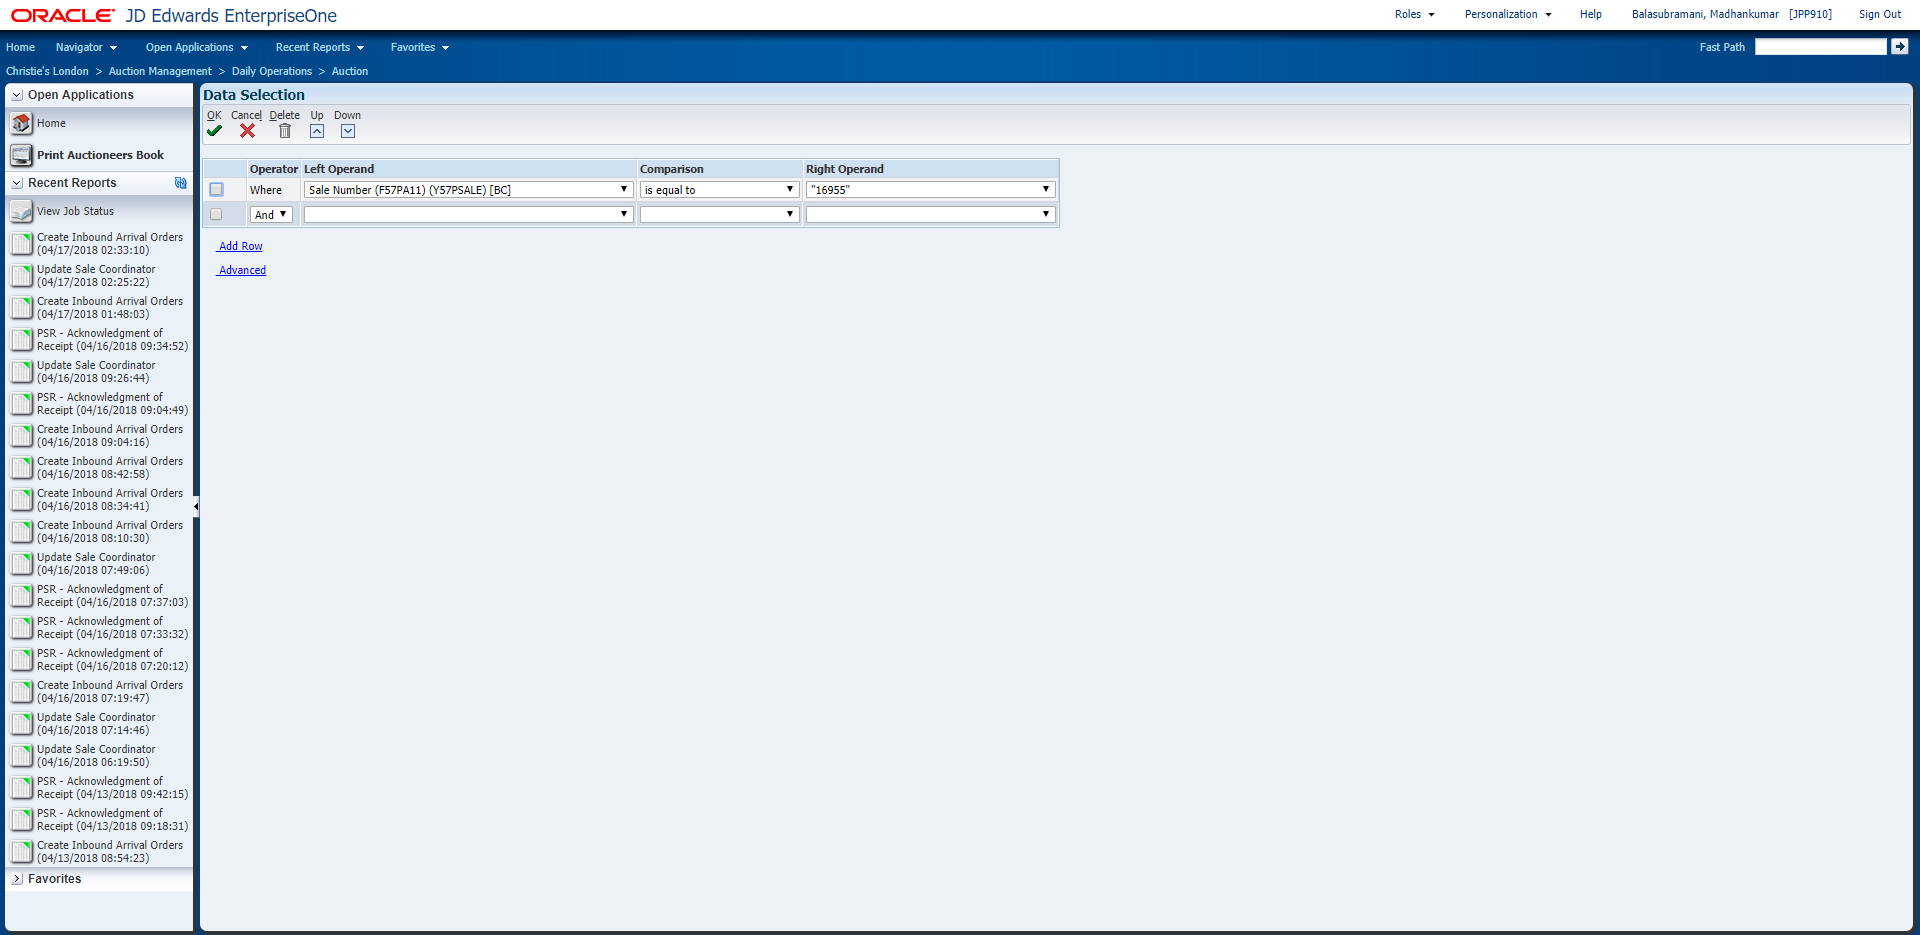 ORACLE JD Edwards EnterpriseOne
Roles Personalization Help Balasubramani, Madhankumar [JPP910] Sign Out
Home Navigator Open Applications Recent Reports Favorites Fast Path
Christie's London > Auction Management > Daily Operations > Auction
Open Applications
Home
Print Auctioneers Book
Recent Reports
View Job Status
Create Inbound Arrival Orders
(04/17/2018 02:33:10)
Update Sale Coordinator
(04/17/2018 02:25:22)
Create Inbound Arrival Orders
(04/17/2018 01:48:03)
PSR - Acknowledgment of
Receipt (04/16/2018 09:34:52)
Update Sale Coordinator
(04/16/2018 09:26:44)
PSR - Acknowledgment of
Receipt (04/16/2018 09:04:49)
Create Inbound Arrival Orders
(04/16/2018 09:04:16)
Create Inbound Arrival Orders
(04/16/2018 08:42:58)
Create Inbound Arrival Orders
(04/16/2018 08:34:41)
Create Inbound Arrival Orders
(04/16/2018 08:10:30)
Update Sale Coordinator
(04/16/2018 07:49:06)
PSR - Acknowledgment of
Receipt (04/16/2018 07:37:03)
PSR - Acknowledgment of
Receipt (04/16/2018 07:33:32)
PSR - Acknowledgment of
Receipt (04/16/2018 07:20:12)
Create Inbound Arrival Orders
(04/16/2018 07:19:47)
Update Sale Coordinator
(04/16/2018 07:14:46)
Update Sale Coordinator
(04/16/2018 06:19:50)
PSR - Acknowledgment of
Receipt (04/13/2018 09:42:15)
PSR - Acknowledgment of
Receipt (04/13/2018 09:18:31)
Create Inbound Arrival Orders
(04/13/2018 08:54:23)
Favorites
Data Selection
OK Cancel Delete Up Down
Operator Left Operand Comparison Right Operand
Where Sale Number (F57PA11) (Y57PSALE) [BC] is equal to "16955"
And
Add Row
Advanced